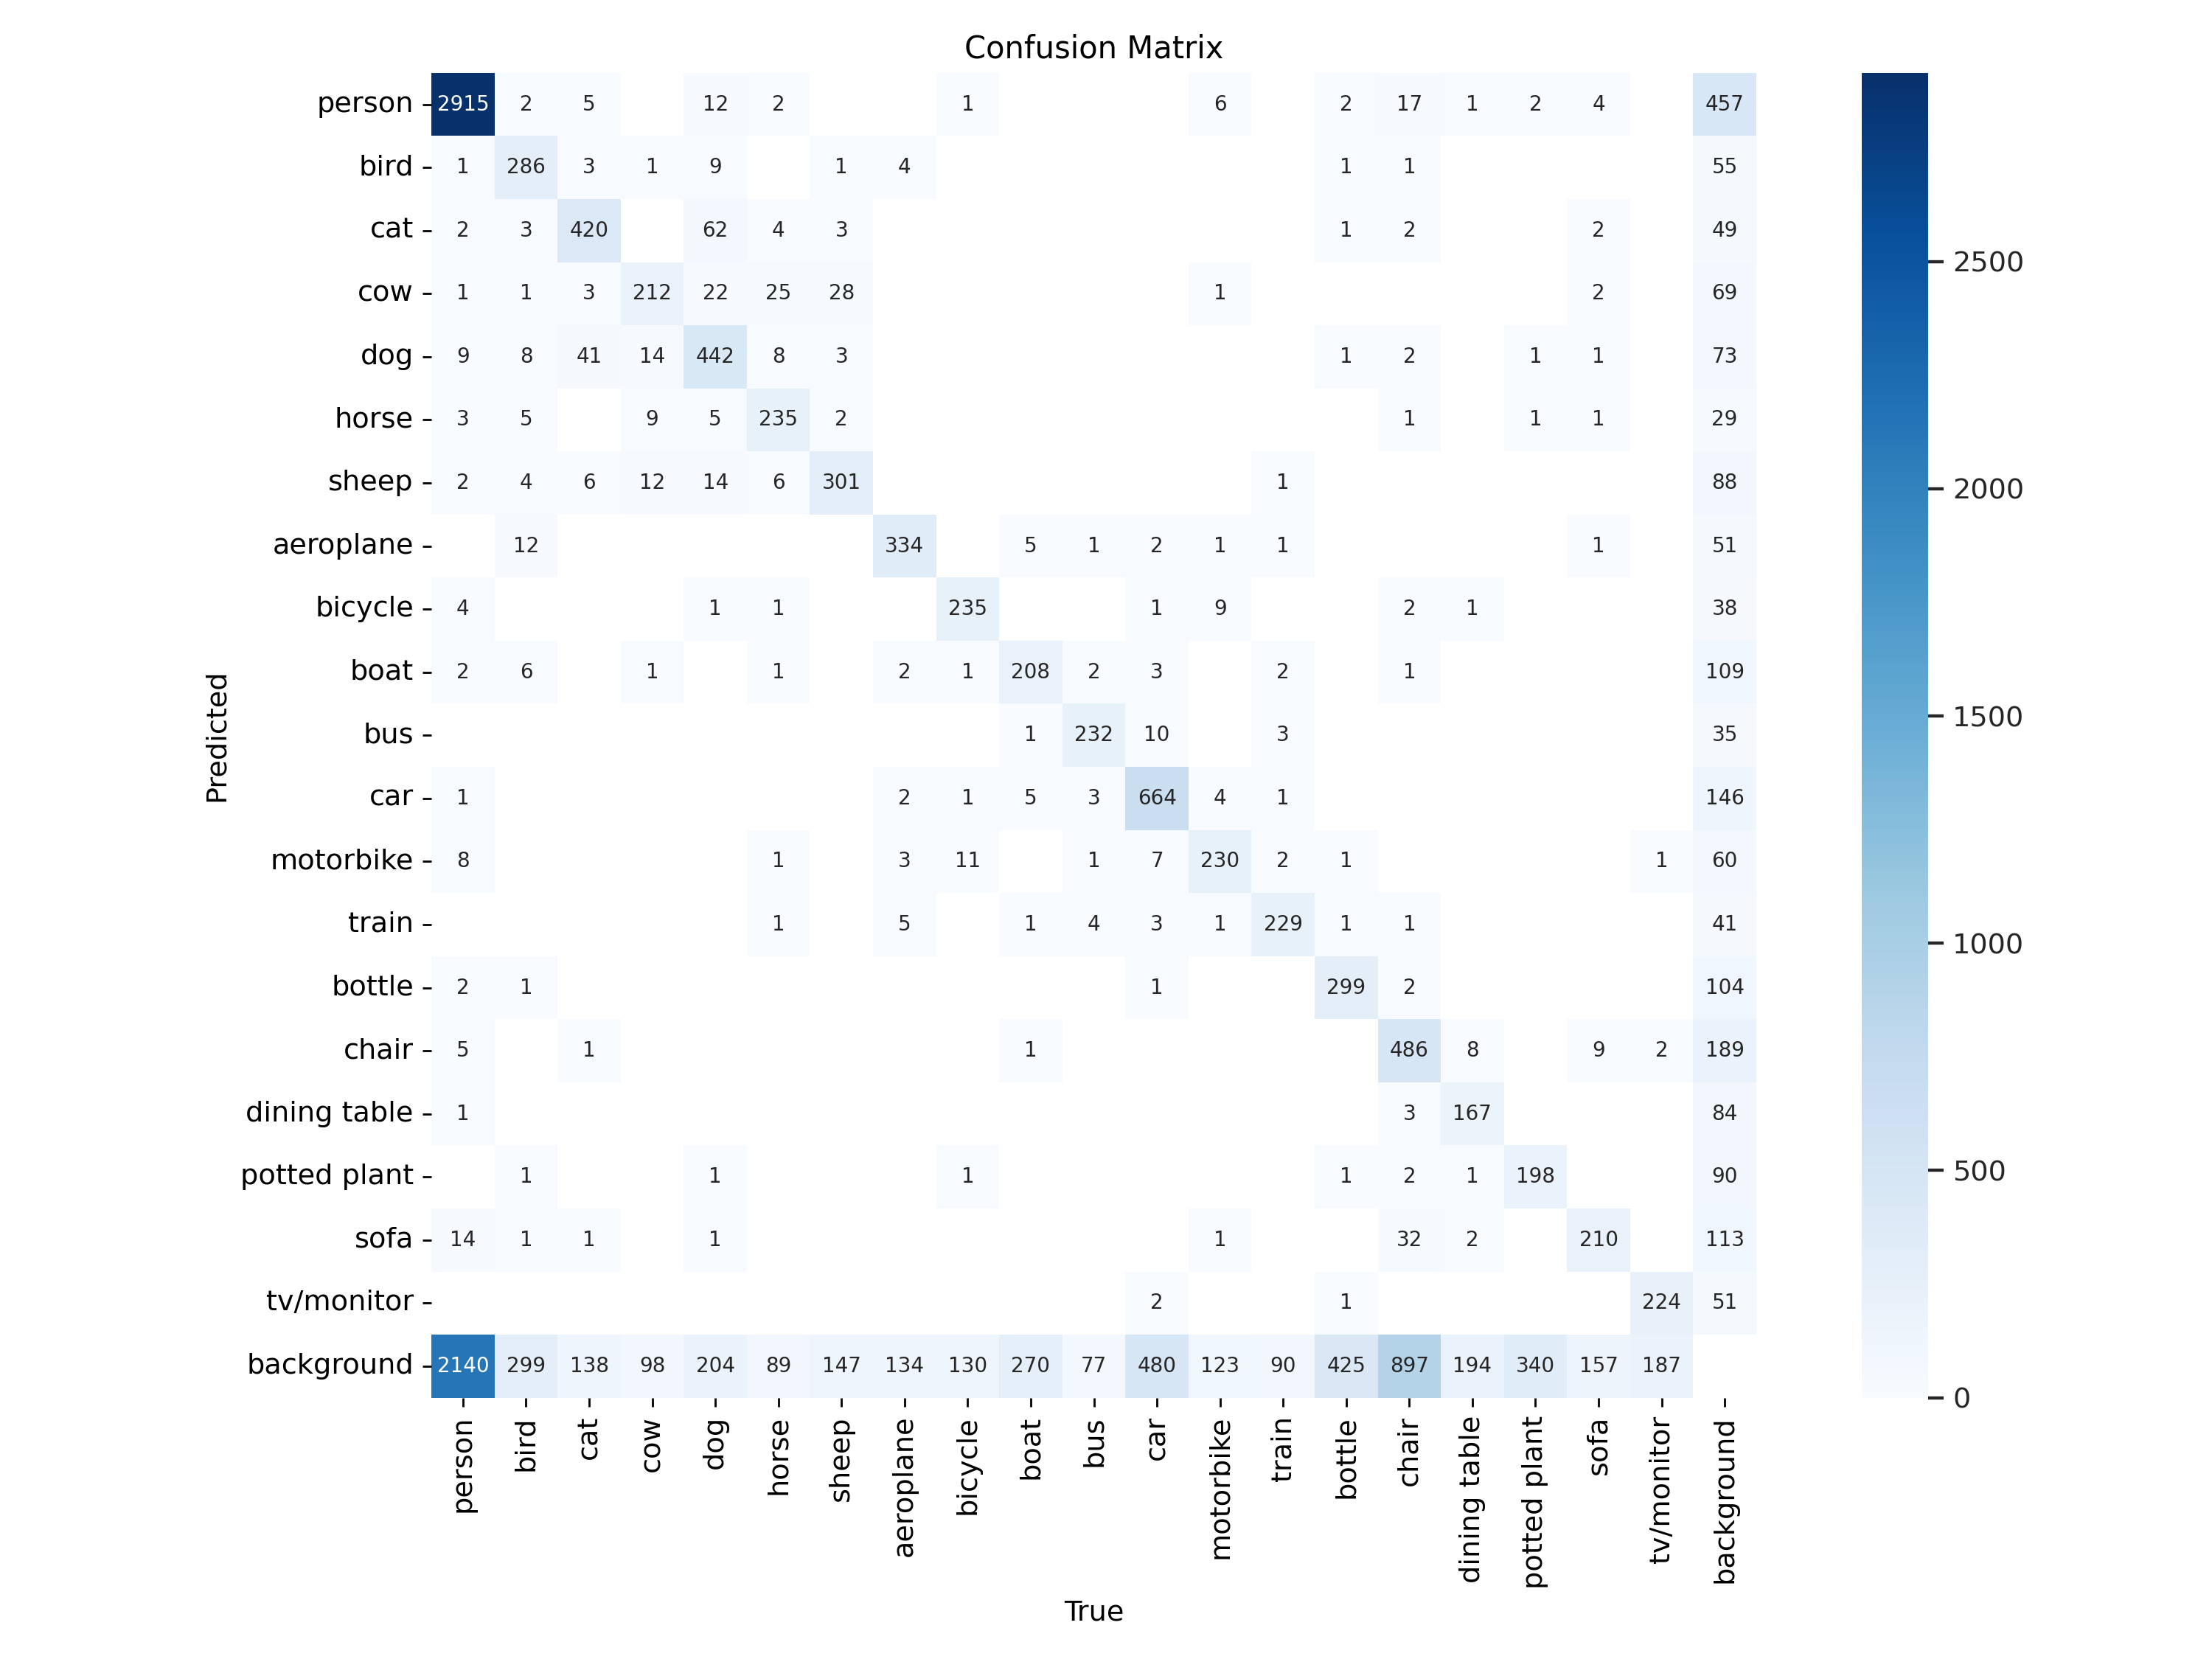 Confusion Matrix
person 2915 2 5 12 2 1 6 2 17 1 2 4 457
bird 1 286 3 1 9 1 4 1 1 55
cat 2 3 420 62 4 3 1 2 2 49
cow 1 1 3 212 22 25 28 1 2 69
dog 9 8 41 14 442 8 3 1 2 1 1 73
horse 3 5 9 5 235 2 1 1 1 29
sheep 2 4 6 12 14 6 301 1 88
aeroplane 12 334 5 1 2 1 1 1 51
bicycle 4 1 1 235 1 9 2 1 38
boat 2 6 1 1 2 1 208 2 3 2 1 109
bus 1 232 10 3 35
car 1 2 1 5 3 664 4 1 146
motorbike 8 1 3 11 1 7 230 2 1 1 60
train 1 5 1 4 3 1 229 1 1 41
bottle 2 1 1 299 2 104
chair 5 1 1 486 8 9 2 189
dining table 1 3 167 84
potted plant 1 1 1 1 2 1 198 90
sofa 14 1 1 1 1 32 2 210 113
tv/monitor 2 1 224 51
background 2140 299 138 98 204 89 147 134 130 270 77 480 123 90 425 897 194 340 157 187
Predicted
person bird cat cow dog horse sheep aeroplane bicycle boat bus car motorbike train bottle chair dining table potted plant sofa tv/monitor background
True
2500
2000
1500
1000
500
0